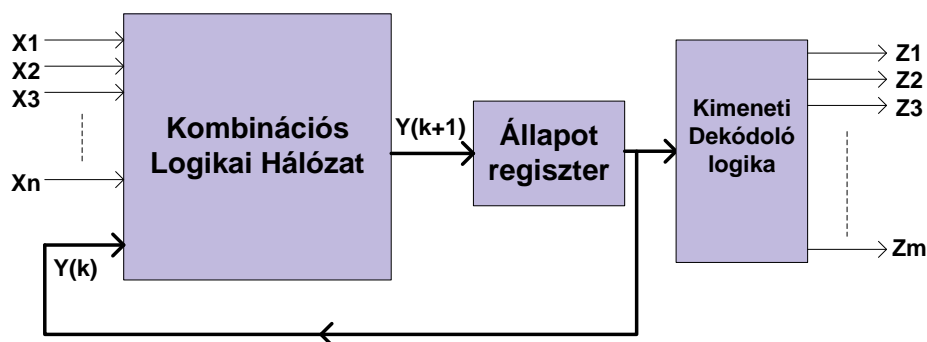 X1
X2
X3
Xn
Y(k)
Kombinációs
Logikai Hálózat
Y(k+1)
Állapot
regiszter
Kimeneti
Dekódoló
logika
Z1
Z2
Z3
Zm